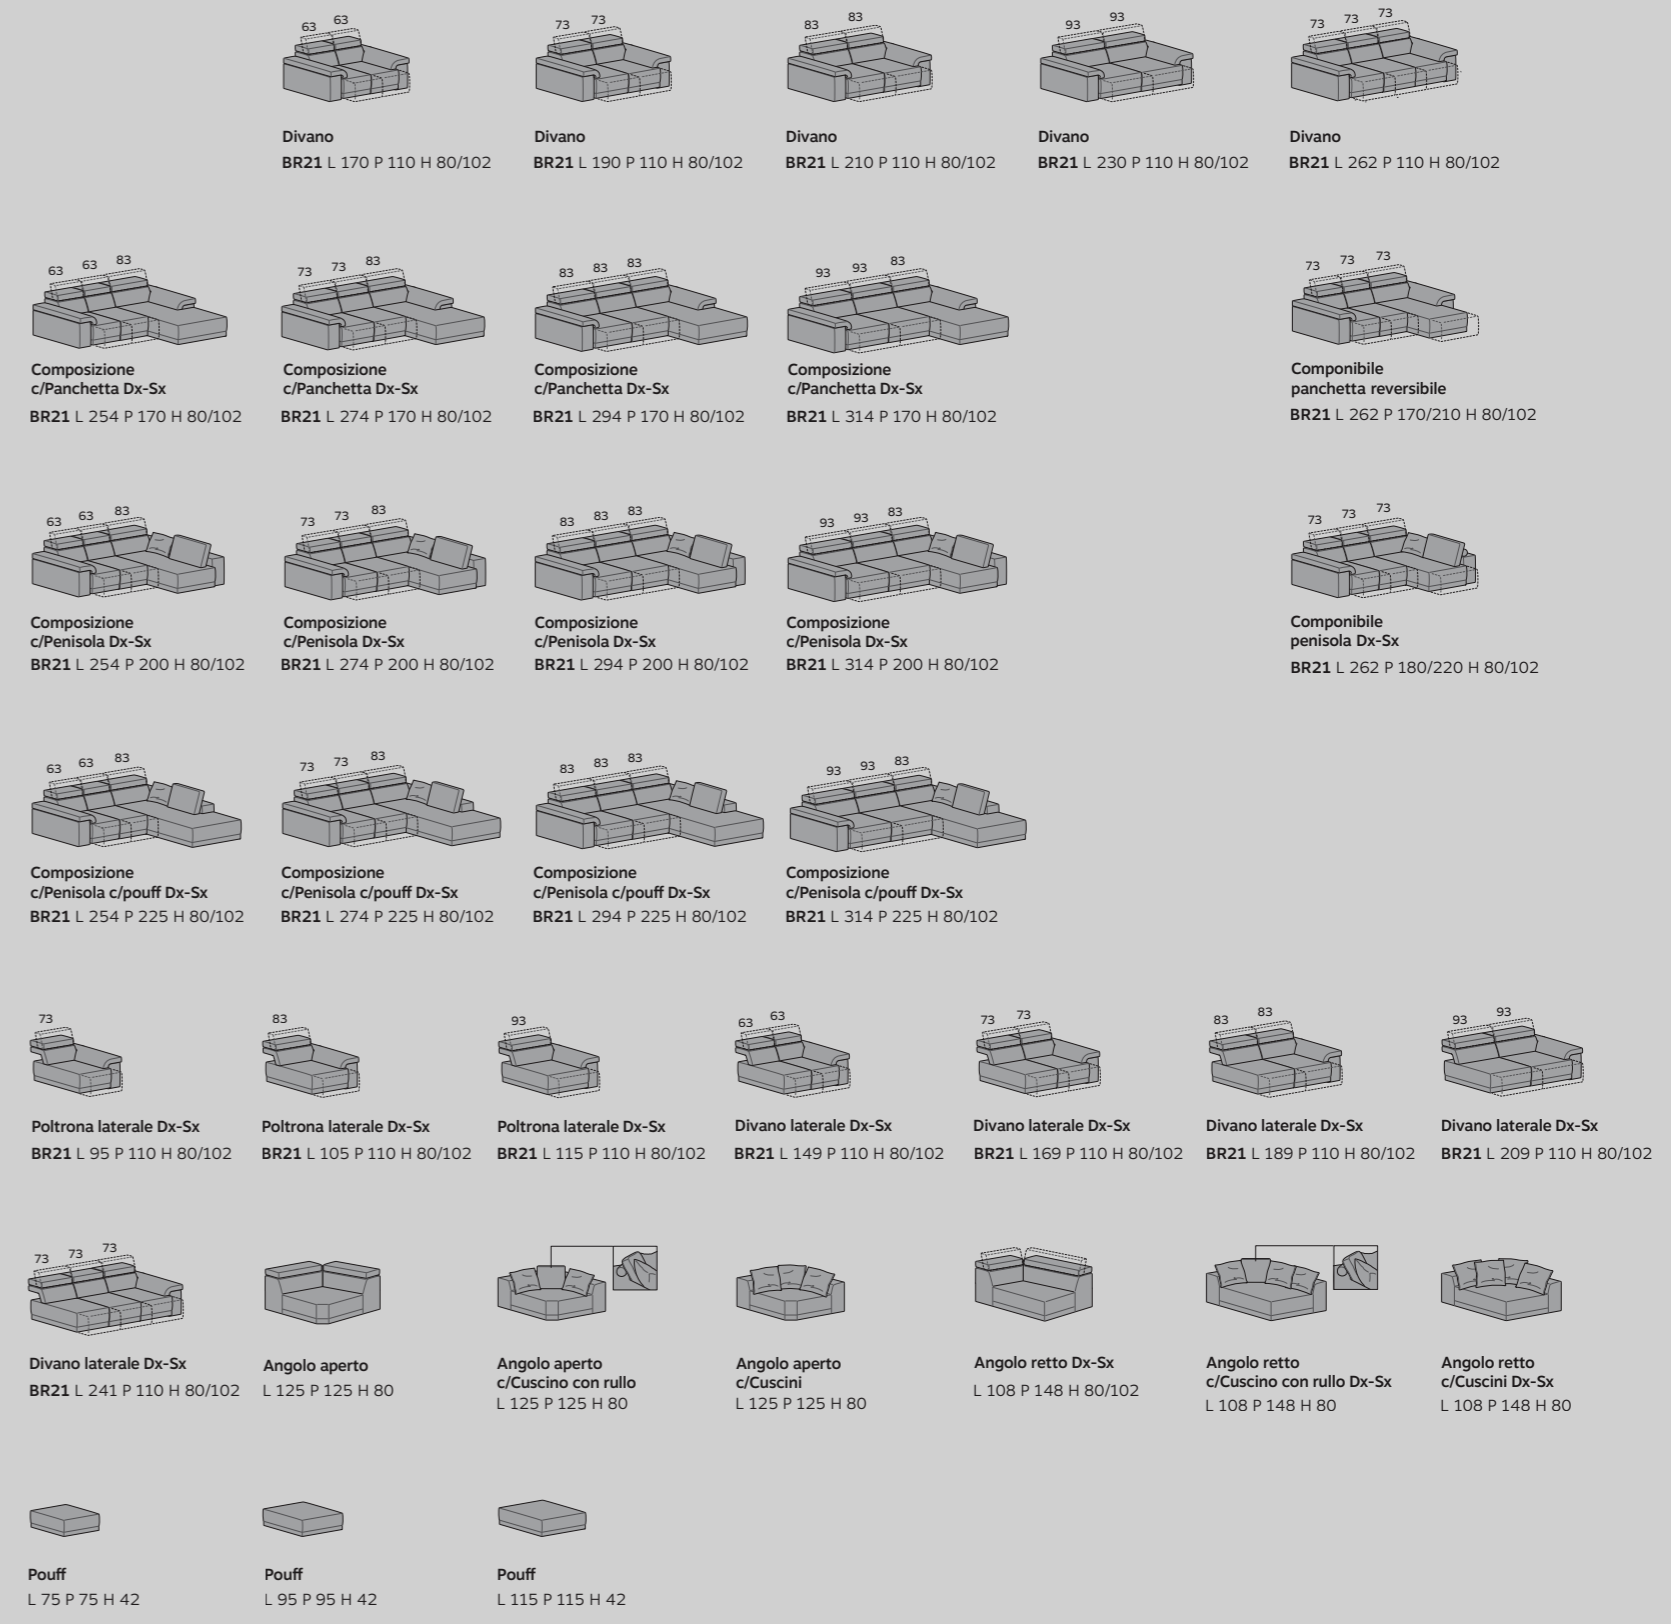 63 63
73 73
83 83
93 93
73 73 73
Divano
BR21 L 170 P 110 H 80/102
Divano
BR21 L 190 P 110 H 80/102
Divano
BR21 L 210 P 110 H 80/102
Divano
BR21 L 230 P 110 H 80/102
Divano
BR21 L 262 P 110 H 80/102
63 63 83
73 73 83
83 83 83
93 93 83
73 73 73
Composizione
c/Panchetta Dx-Sx
BR21 L 254 P 170 H 80/102
Composizione
c/Panchetta Dx-Sx
BR21 L 274 P 170 H 80/102
Composizione
c/Panchetta Dx-Sx
BR21 L 294 P 170 H 80/102
Composizione
c/Panchetta Dx-Sx
BR21 L 314 P 170 H 80/102
Componibile
panchetta reversibile
BR21 L 262 P 170/210 H 80/102
63 63 83
73 73 83
83 83 83
93 93 83
73 73 73
Composizione
c/Penisola Dx-Sx
BR21 L 254 P 200 H 80/102
Composizione
c/Penisola Dx-Sx
BR21 L 274 P 200 H 80/102
Composizione
c/Penisola Dx-Sx
BR21 L 294 P 200 H 80/102
Composizione
c/Penisola Dx-Sx
BR21 L 314 P 200 H 80/102
Componibile
penisola Dx-Sx
BR21 L 262 P 180/220 H 80/102
63 63 83
73 73 83
83 83 83
93 93 83
Composizione
c/Penisola c/pouff Dx-Sx
BR21 L 254 P 225 H 80/102
Composizione
c/Penisola c/pouff Dx-Sx
BR21 L 274 P 225 H 80/102
Composizione
c/Penisola c/pouff Dx-Sx
BR21 L 294 P 225 H 80/102
Composizione
c/Penisola c/pouff Dx-Sx
BR21 L 314 P 225 H 80/102
73
83
93
63 63
73 73
83 83
93 93
Poltrona laterale Dx-Sx
BR21 L 95 P 110 H 80/102
Poltrona laterale Dx-Sx
BR21 L 105 P 110 H 80/102
Poltrona laterale Dx-Sx
BR21 L 115 P 110 H 80/102
Divano laterale Dx-Sx
BR21 L 149 P 110 H 80/102
Divano laterale Dx-Sx
BR21 L 169 P 110 H 80/102
Divano laterale Dx-Sx
BR21 L 189 P 110 H 80/102
Divano laterale Dx-Sx
BR21 L 209 P 110 H 80/102
73 73 73
Divano laterale Dx-Sx
BR21 L 241 P 110 H 80/102
Angolo aperto
L 125 P 125 H 80
Angolo aperto
c/Cuscino con rullo
L 125 P 125 H 80
Angolo aperto
c/Cuscini
L 125 P 125 H 80
Angolo retto Dx-Sx
L 108 P 148 H 80/102
Angolo retto
c/Cuscino con rullo Dx-Sx
L 108 P 148 H 80
Angolo retto
c/Cuscini Dx-Sx
L 108 P 148 H 80
Pouff
L 75 P 75 H 42
Pouff
L 95 P 95 H 42
Pouff
L 115 P 115 H 42